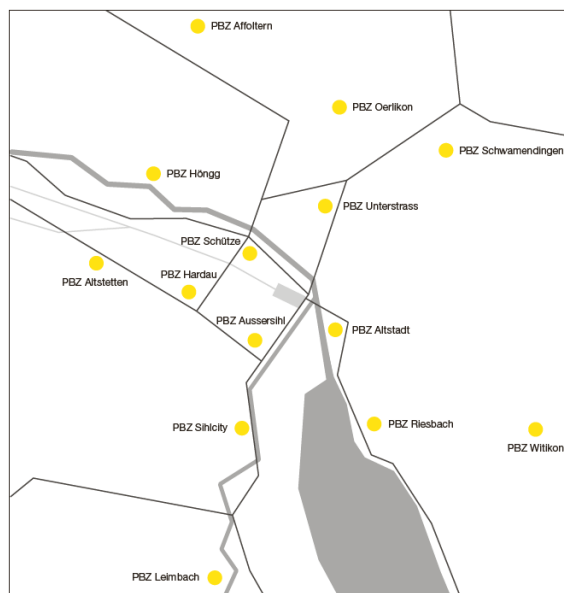 PBZ Affoltern
PBZ Oerlikon
PBZ Schwamendingen
PBZ Höngg
PBZ Unterstrass
PBZ Schütze
PBZ Hardau
PBZ Altstetten
PBZ Aussersihl
PBZ Altstadt
PBZ Sihlcity
PBZ Riesbach
PBZ Witikon
PBZ Leimbach